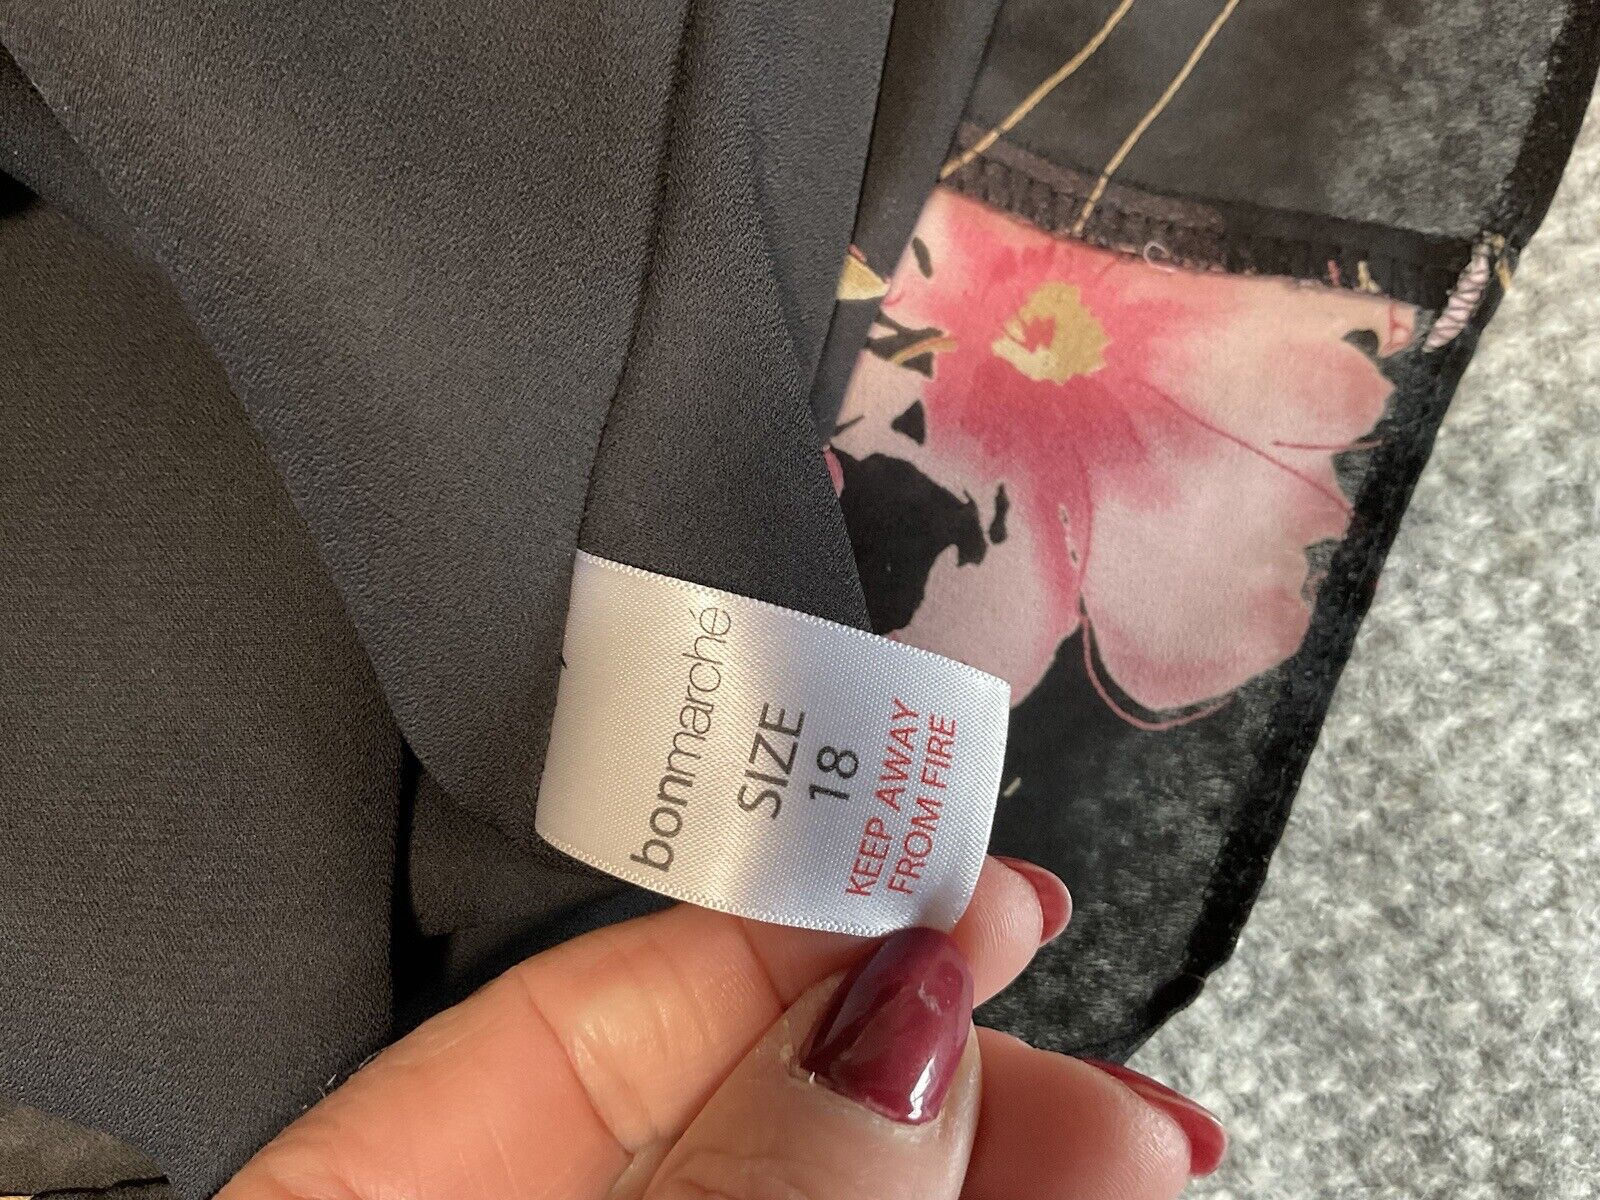 bonmarché
SIZE
18
KEEP AWAY
FROM FIRE